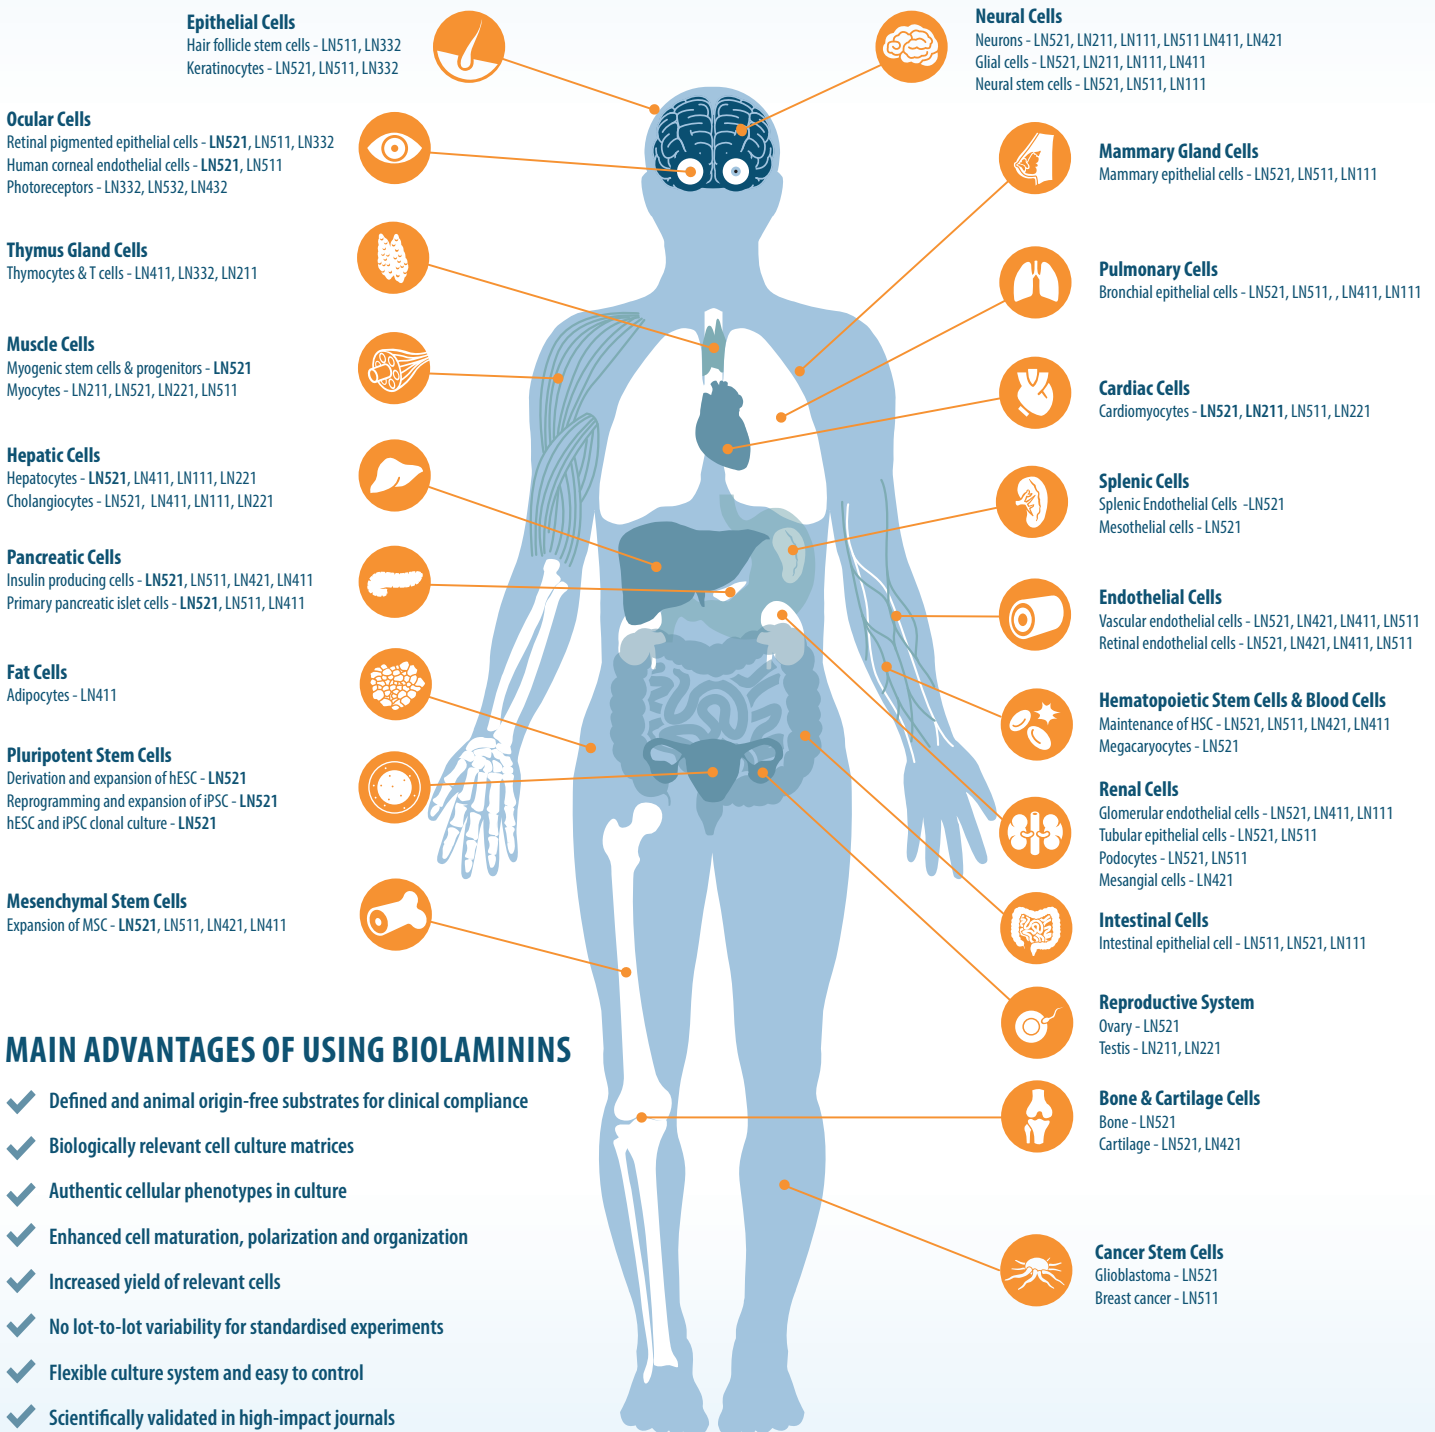 Epithelial Cells
Hair follicle stem cells - LN511, LN332
Keratinocytes - LN521, LN511, LN332
Ocular Cells
Retinal pigmented epithelial cells - LN521, LN511, LN332
Human corneal endothelial cells - LN521, LN511
Photoreceptors - LN332, LN532, LN432
Thymus Gland Cells
Thymocytes & T cells - LN411, LN332, LN211
Muscle Cells
Myogenic stem cells & progenitors - LN521
Myocytes - LN211, LN521, LN221, LN511
Hepatic Cells
Hepatocytes - LN521, LN411, LN111, LN221
Cholangiocytes - LN521, LN411, LN111, LN221
Pancreatic Cells
Insulin producing cells - LN521, LN511, LN421, LN411
Primary pancreatic islet cells - LN521, LN511, LN411
Fat Cells
Adipocytes - LN411
Pluripotent Stem Cells
Derivation and expansion of hESC - LN521
Reprogramming and expansion of iPSC - LN521
hESC and iPSC clonal culture - LN521
Mesenchymal Stem Cells
Expansion of MSC - LN521, LN511, LN421, LN411
MAIN ADVANTAGES OF USING BIOLAMININS
Defined and animal origin-free substrates for clinical compliance
Biologically relevant cell culture matrices
Authentic cellular phenotypes in culture
Enhanced cell maturation, polarization and organization
Increased yield of relevant cells
No lot-to-lot variability for standardised experiments
Flexible culture system and easy to control
Scientifically validated in high-impact journals
Neural Cells
Neurons - LN521, LN211, LN111, LN511 LN411, LN421
Glial cells - LN521, LN211, LN111, LN411
Neural stem cells - LN521, LN511, LN111
Mammary Gland Cells
Mammary epithelial cells - LN521, LN511, LN111
Pulmonary Cells
Bronchial epithelial cells - LN521, LN511, , LN411, LN111
Cardiac Cells
Cardiomyocytes - LN521, LN211, LN511, LN221
Splenic Cells
Splenic Endothelial Cells -LN521
Mesothelial cells - LN521
Endothelial Cells
Vascular endothelial cells - LN521, LN421, LN411, LN511
Retinal endothelial cells - LN521, LN421, LN411, LN511
Hematopoietic Stem Cells & Blood Cells
Maintenance of HSC - LN521, LN511, LN421, LN411
Megacaryocytes - LN521
Renal Cells
Glomerular endothelial cells - LN521, LN411, LN111
Tubular epithelial cells - LN521, LN511
Podocytes - LN521, LN511
Mesangial cells - LN421
Intestinal Cells
Intestinal epithelial cell - LN511, LN521, LN111
Reproductive System
Ovary - LN521
Testis - LN211, LN221
Bone & Cartilage Cells
Bone - LN521
Cartilage - LN521, LN421
Cancer Stem Cells
Glioblastoma - LN521
Breast cancer - LN511